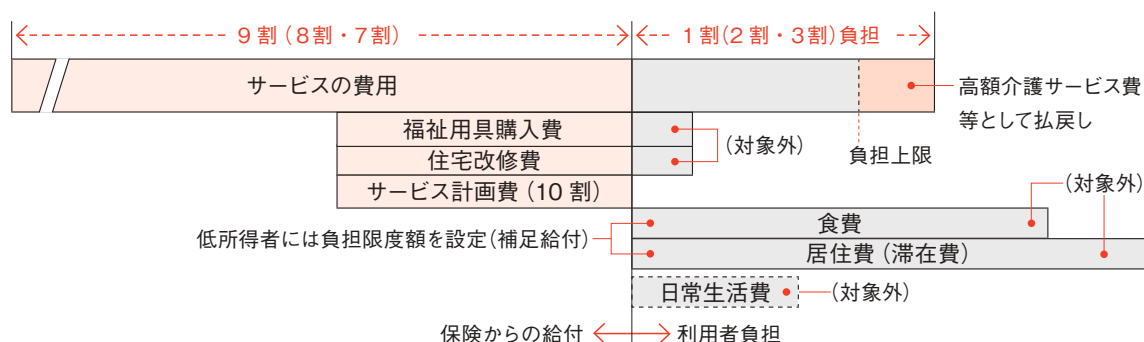 9割(8割・7割)
1割(2割・3割)負担
サービスの費用
高額介護サービス費
等として払戻し
福祉用具購入費
(対象外)
負担上限
住宅改修費
サービス計画費(10割)
(対象外)
食費
低所得者には負担限度額を設定(補足給付)
居住費(滞在費)
日常生活費
(対象外)
保険からの給付
利用者負担